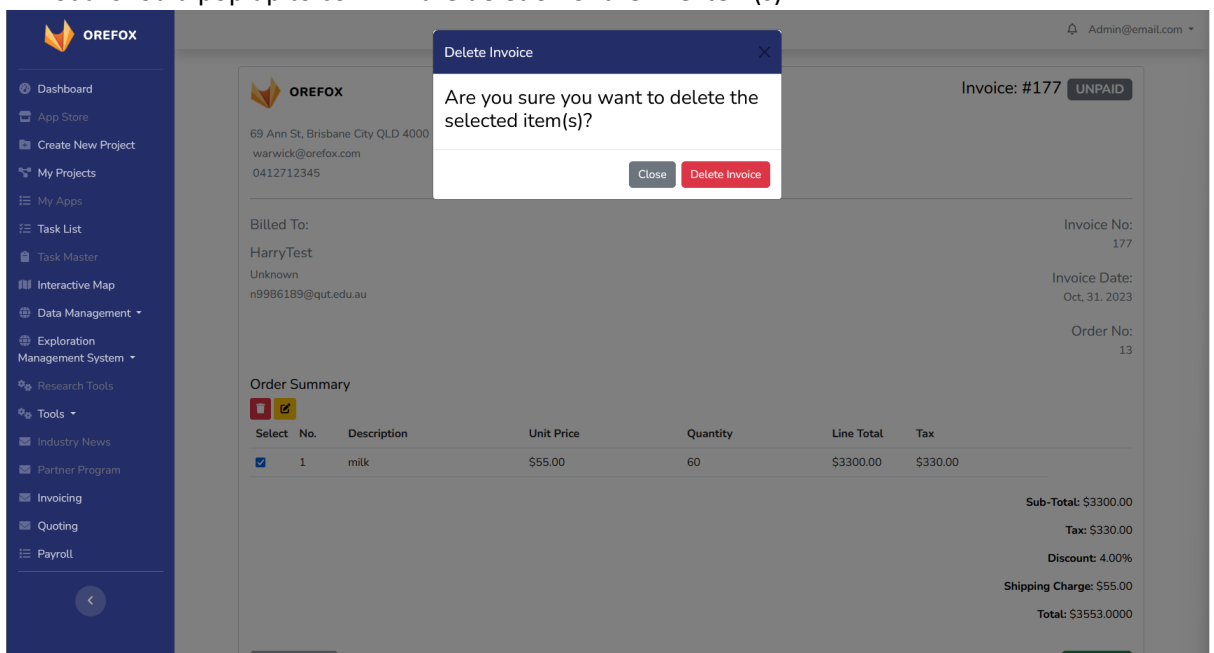 OREFOX
Admin@email.com
Delete Invoice
Dashboard
App Store
Create New Project
My Projects
My Apps
Task List
Task Master
Interactive Map
Data Management
Exploration
Management System
Research Tools
Tools
Industry News
Partner Program
Invoicing
Quoting
Payroll
OREFOX
Invoice: #177 UNPAID
Are you sure you want to delete the
selected item(s)?
69 Ann St, Brisbane City QLD 4000
warwick@orefox.com
0412712345
Close Delete Invoice
Billed To:
Invoice No:
177
HarryTest
Unknown
n9986189@qut.edu.au
Invoice Date:
Oct, 31. 2023
Order No:
13
Order Summary
Select No. Description Unit Price Quantity Line Total Tax
1 milk $55.00 60 $3300.00 $330.00
Sub-Total: $3300.00
Tax: $330.00
Discount: 4.00%
Shipping Charge: $55.00
Total: $3553.0000